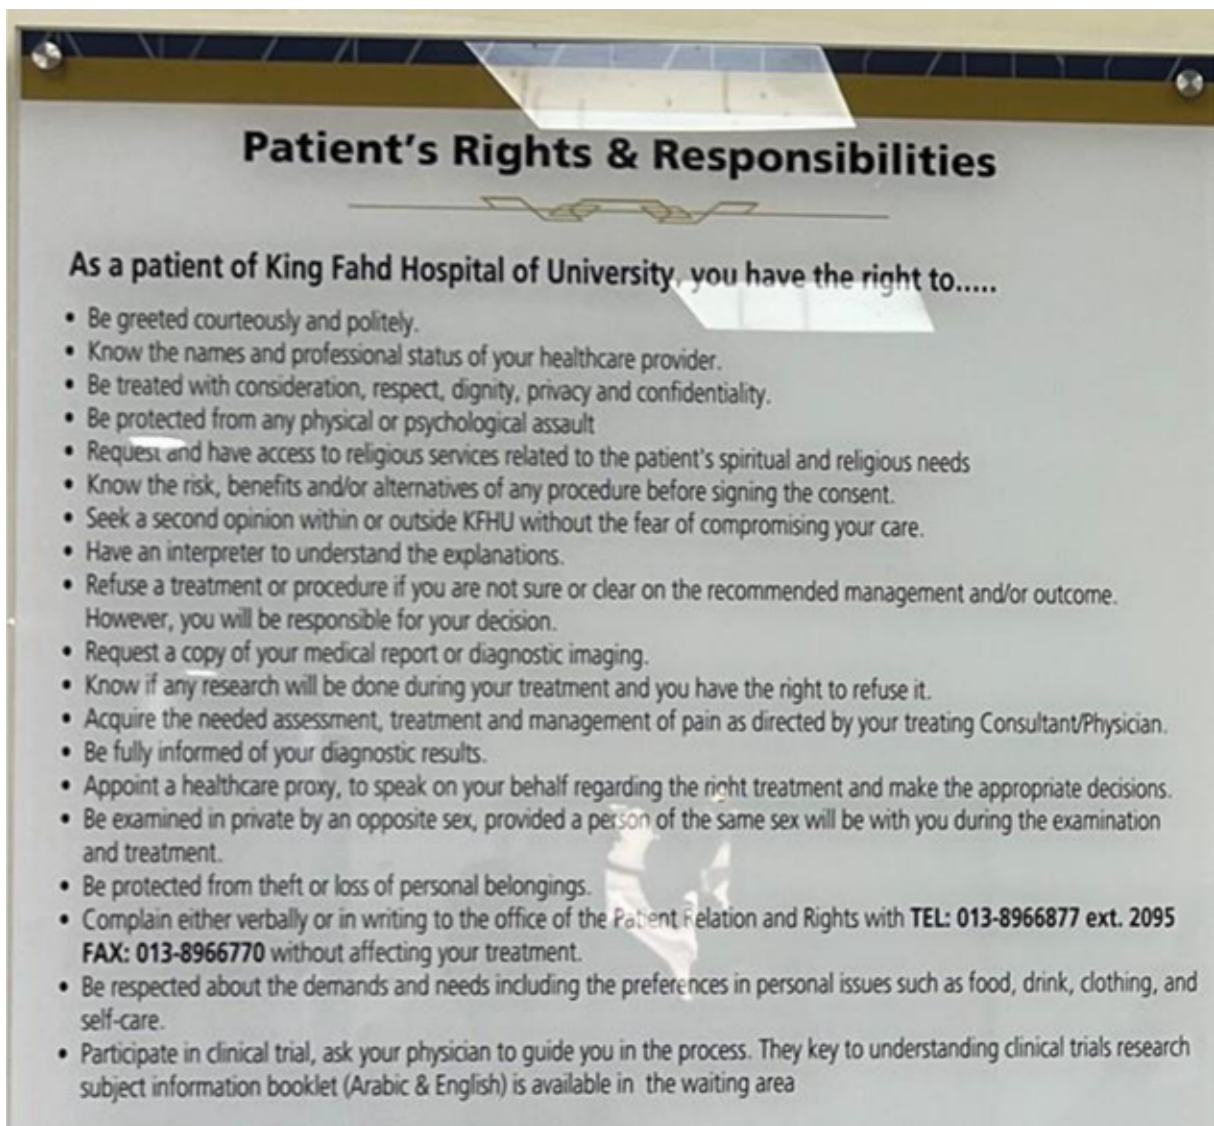 Patient's Rights & Responsibilities
As a patient of King Fahd Hospital of University, you have the right to.....
• Be greeted courteously and politely.
• Know the names and professional status of your healthcare provider.
• Be treated with consideration, respect, dignity, privacy and confidentiality.
• Be protected from any physical or psychological assault
• Request and have access to religious services related to the patient's spiritual and religious needs
• Know the risk, benefits and/or alternatives of any procedure before signing the consent.
• Seek a second opinion within or outside KFHU without the fear of compromising your care.
• Have an interpreter to understand the explanations.
• Refuse a treatment or procedure if you are not sure or clear on the recommended management and/or outcome.
However, you will be responsible for your decision.
• Request a copy of your medical report or diagnostic imaging.
• Know if any research will be done during your treatment and you have the right to refuse it.
• Acquire the needed assessment, treatment and management of pain as directed by your treating Consultant/Physician.
• Be fully informed of your diagnostic results.
• Appoint a healthcare proxy, to speak on your behalf regarding the right treatment and make the appropriate decisions.
• Be examined in private by an opposite sex, provided a person of the same sex will be with you during the examination
and treatment.
• Be protected from theft or loss of personal belongings.
• Complain either verbally or in writing to the office of the Patient Relation and Rights with TEL: 013-8966877 ext. 2095
FAX: 013-8966770 without affecting your treatment.
• Be respected about the demands and needs including the preferences in personal issues such as food, drink, clothing, and
self-care.
• Participate in clinical trial, ask your physician to guide you in the process. They key to understanding clinical trials research
subject information booklet (Arabic & English) is available in the waiting area